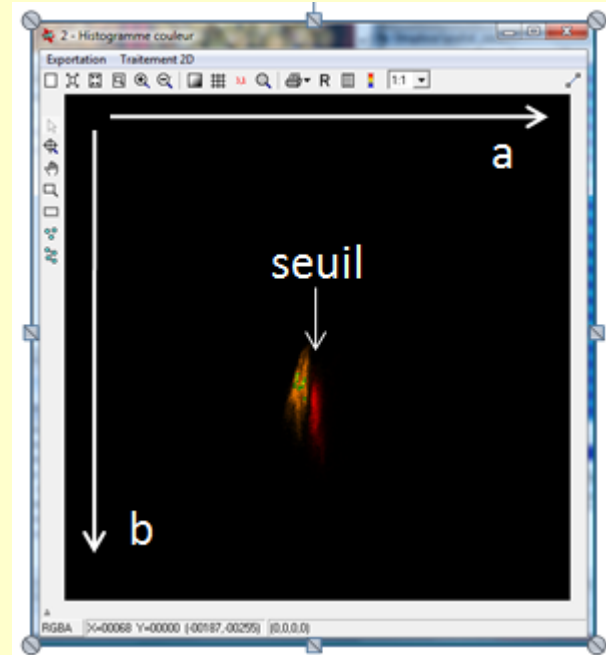 2 - Histogramme couleur
Exportation Traitement 2D
R 1:1
a
seuil
b
RGBA X=00068 Y=00000 (-00187,-00255) (0,0,0,0)